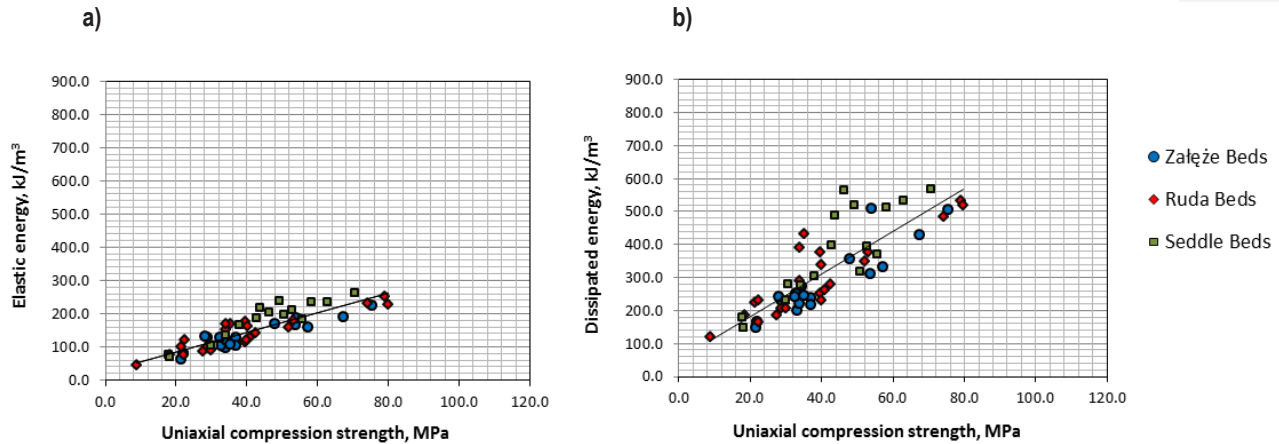 a)
b)
900.0
800.0
700.0
600.0
500.0
400.0
300.0
200.0
100.0
0.0
0.0 20.0 40.0 60.0 80.0 100.0 120.0
Elastic energy, kJ/m³
Uniaxial compression strength, MPa
900.0
800.0
700.0
600.0
500.0
400.0
300.0
200.0
100.0
0.0
0.0 20.0 40.0 60.0 80.0 100.0 120.0
Dissipated energy, kJ/m³
Uniaxial compression strength, MPa
Załęże Beds
Ruda Beds
Seddle Beds